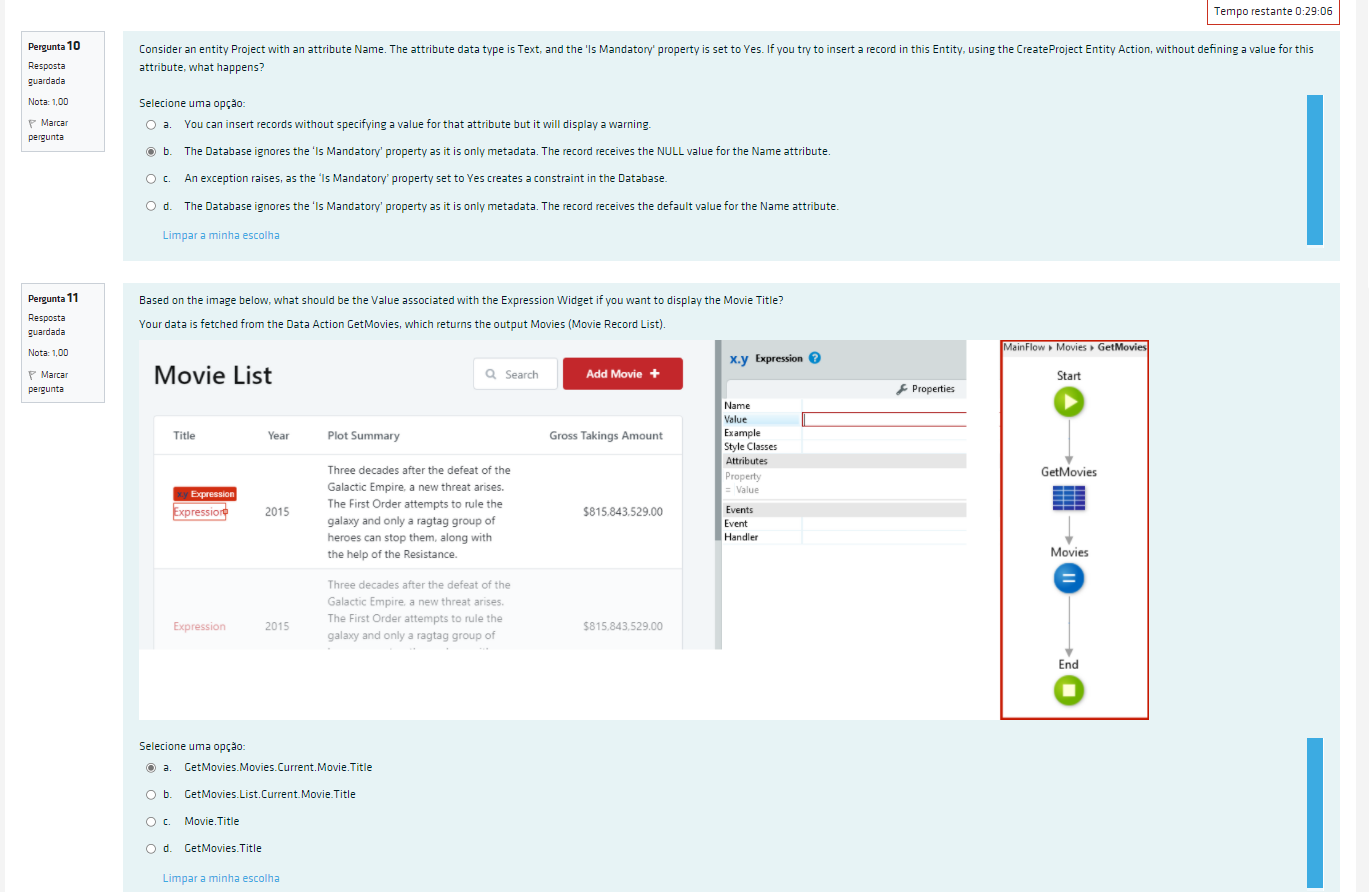 Tempo restante 0:29:06
Pergunta 10
Resposta
guardada
Nota: 1,00
Marcar
pergunta
Consider an entity Project with an attribute Name. The attribute data type is Text, and the 'Is Mandatory' property is set to Yes. If you try to insert a record in this Entity, using the CreateProject Entity Action, without defining a value for this
attribute, what happens?
Selecione uma opção:
a. You can insert records without specifying a value for that attribute but it will display a warning.
b. The Database ignores the 'Is Mandatory' property as it is only metadata. The record receives the NULL value for the Name attribute.
c. An exception raises, as the 'Is Mandatory' property set to Yes creates a constraint in the Database.
d. The Database ignores the 'Is Mandatory' property as it is only metadata. The record receives the default value for the Name attribute.
Limpar a minha escolha
Pergunta 11
Resposta
guardada
Nota: 1,00
Marcar
pergunta
Based on the image below, what should be the Value associated with the Expression Widget if you want to display the Movie Title?
Your data is fetched from the Data Action GetMovies, which returns the output Movies (Movie Record List).
Movie List
Search
Add Movie +
Title Year Plot Summary Gross Takings Amount
x.y Expression
Expression 2015 $815,843,529.00
Three decades after the defeat of the
Galactic Empire, a new threat arises.
The First Order attempts to rule the
galaxy and only a ragtag group of
heroes can stop them, along with
the help of the Resistance.
Expression 2015 $815,843,529.00
Three decades after the defeat of the
Galactic Empire, a new threat arises.
The First Order attempts to rule the
galaxy and only a ragtag group of
x.y Expression ?
Properties
Name
Value
Example
Style Classes
Attributes
Property
= Value
Events
Event
Handler
MainFlow Movies GetMovies
Start
GetMovies
Movies
End
Selecione uma opção:
a. GetMovies.Movies.Current.Movie.Title
b. GetMovies.List.Current.Movie.Title
c. Movie.Title
d. GetMovies.Title
Limpar a minha escolha